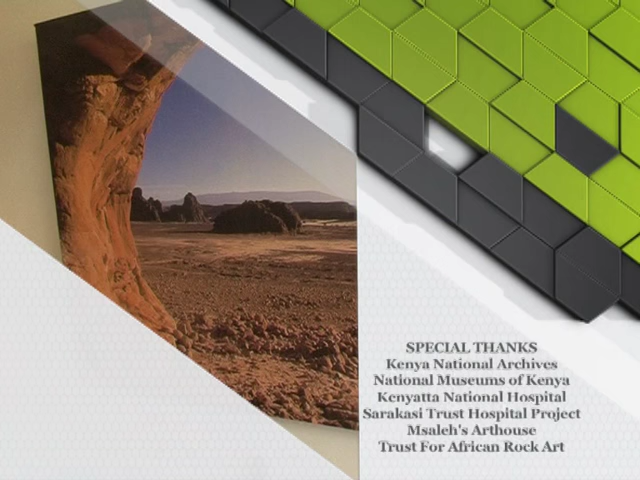 SPECIAL THANKS
Kenya National Archives
National Museums of Kenya
Kenyatta National Hospital
Sarakasi Trust Hospital Project
Msaleh's Arthouse
Trust For African Rock Art